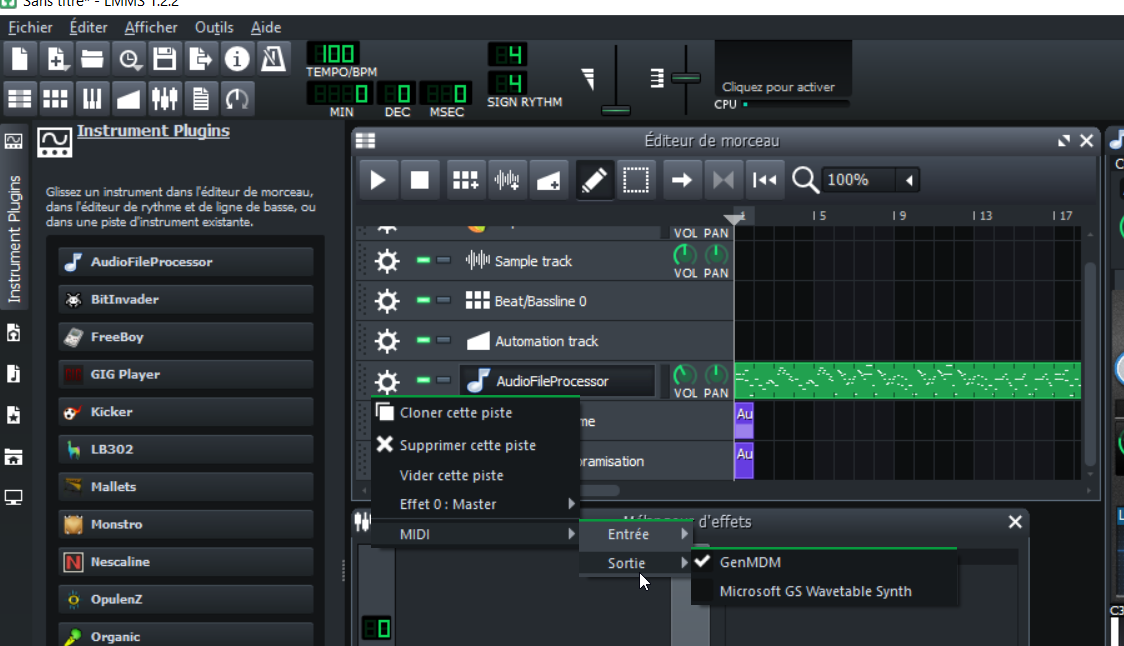 Sans titre* - LMMS 1.2.2
Fichier Éditer Afficher Outils Aide
100
TEMPO/BPM
4
4
SIGN RYTHM
0
MIN
0
DEC
0
MSEC
Cliquez pour activer
CPU
Instrument Plugins
Instrument Plugins
Glissez un instrument dans l'éditeur de morceau,
dans l'éditeur de rythme et de ligne de basse, ou
dans une piste d'instrument existante.
AudioFileProcessor
BitInvader
FreeBoy
GIG Player
Kicker
LB302
Mallets
Monstro
Nescaline
OpulenZ
Organic
Éditeur de morceau
100%
5 9 13 17
VOL PAN
Sample track
VOL PAN
Beat/Bassline 0
Automation track
AudioFileProcessor
VOL PAN
me
Au
oramisation
Au
Cloner cette piste
Supprimer cette piste
Vider cette piste
Effet 0 : Master
MIDI
d'effets
Entrée
Sortie
GenMDM
Microsoft GS Wavetable Synth
0
C3